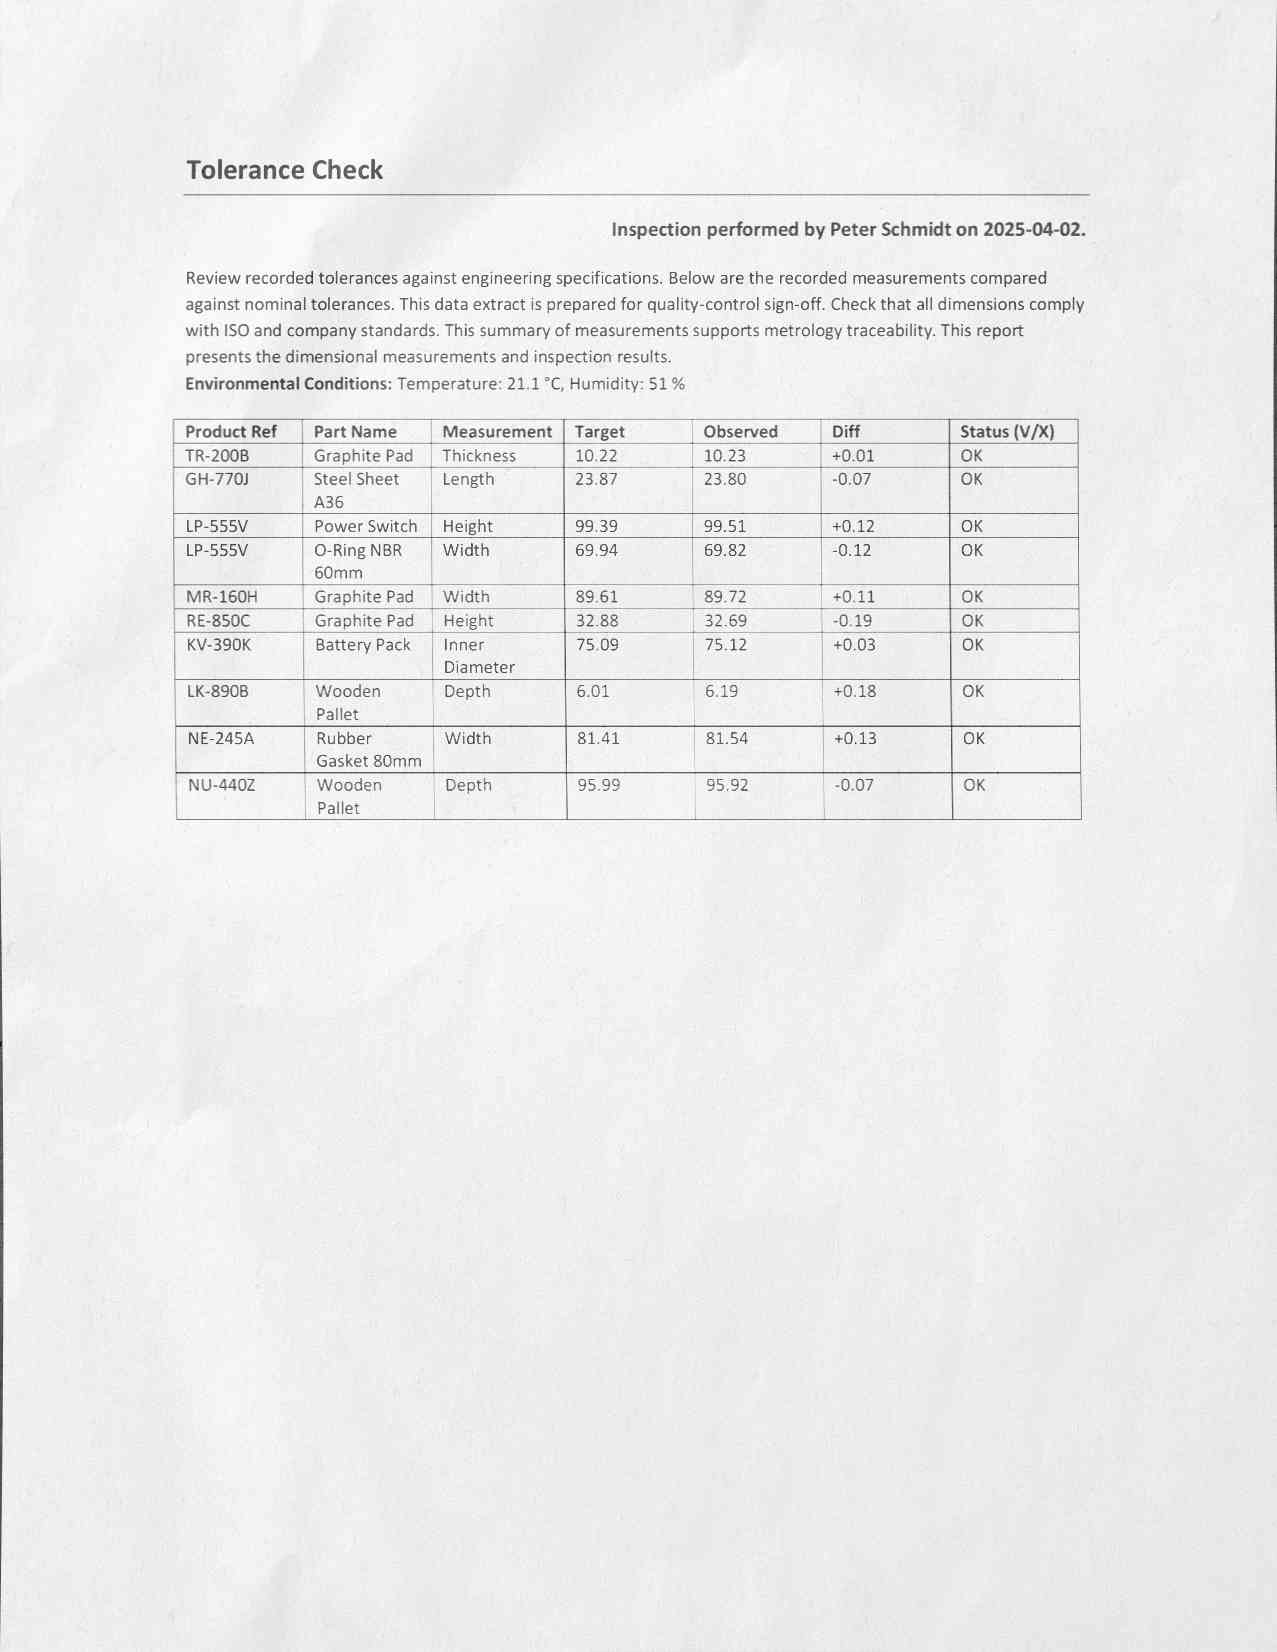 Tolerance Check
Inspection performed by Peter Schmidt on 2025-04-02.
Review recorded tolerances against engineering specifications. Below are the recorded measurements compared
against nominal tolerances. This data extract is prepared for quality-control sign-off. Check that all dimensions comply
with ISO and company standards. This summary of measurements supports metrology traceability. This report
presents the dimensional measurements and inspection results.
Environmental Conditions: Temperature: 21.1 °C, Humidity: 51 %
Product Ref Part Name Measurement Target Observed Diff Status (V/X)
TR-200B Graphite Pad Thickness 10.22 10.23 +0.01 OK
GH-770J Steel Sheet Length 23.87 23.80 -0.07 OK
A36
LP-555V Power Switch Height 99.39 99.51 +0.12 OK
LP-555V O-Ring NBR Width 69.94 69.82 -0.12 OK
60mm
MR-160H Graphite Pad Width 89.61 89.72 +0.11 OK
RE-850C Graphite Pad Height 32.88 32.69 -0.19 OK
KV-390K Battery Pack Inner 75.09 75.12 +0.03 OK
Diameter
LK-890B Wooden Depth 6.01 6.19 +0.18 OK
Pallet
NE-245A Rubber Width 81.41 81.54 +0.13 OK
Gasket 80mm
NU-440Z Wooden Depth 95.99 95.92 -0.07 OK
Pallet